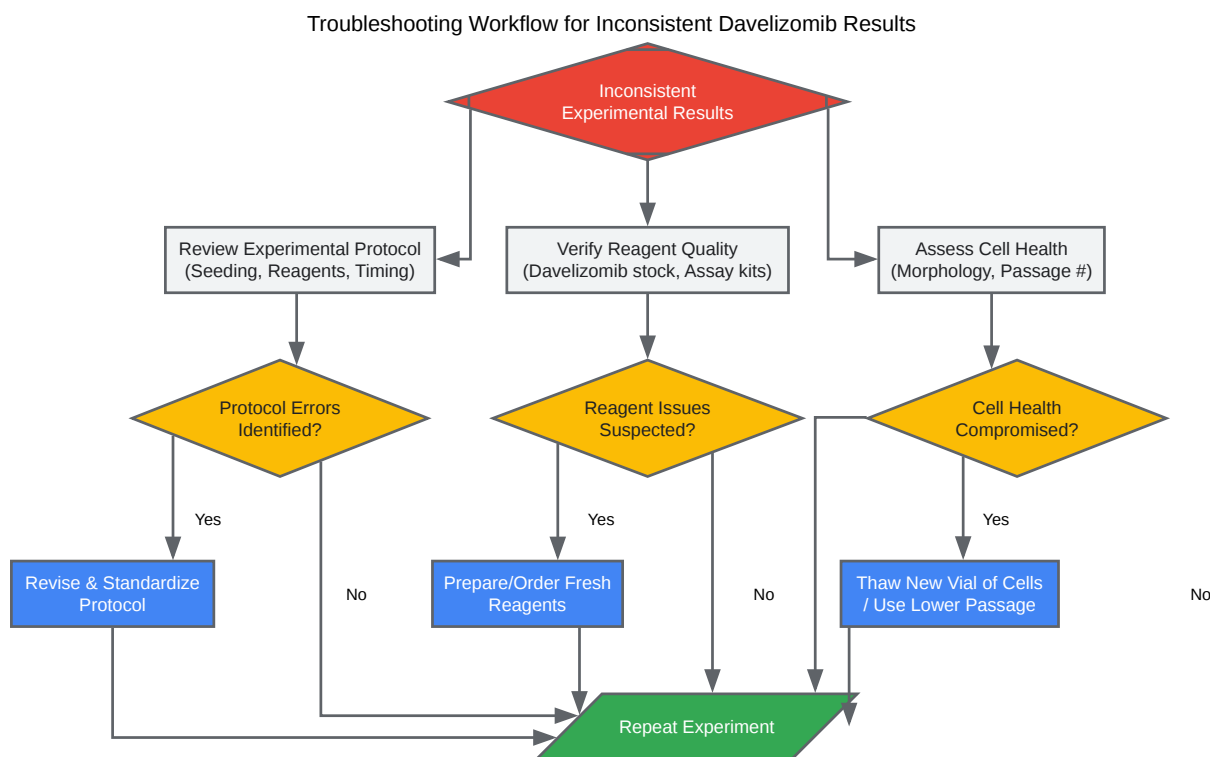 Troubleshooting Workflow for Inconsistent Davelizomib Results
Inconsistent
Experimental Results
Review Experimental Protocol
(Seeding, Reagents, Timing)
Verify Reagent Quality
(Davelizomib stock, Assay kits)
Assess Cell Health
(Morphology, Passage #)
Protocol Errors
Identified?
Reagent Issues
Suspected?
Cell Health
Compromised?
Yes
Yes
Yes
Revise & Standardize
Protocol
No
Prepare/Order Fresh
Reagents
No
Thaw New Vial of Cells
/ Use Lower Passage
No
Repeat Experiment